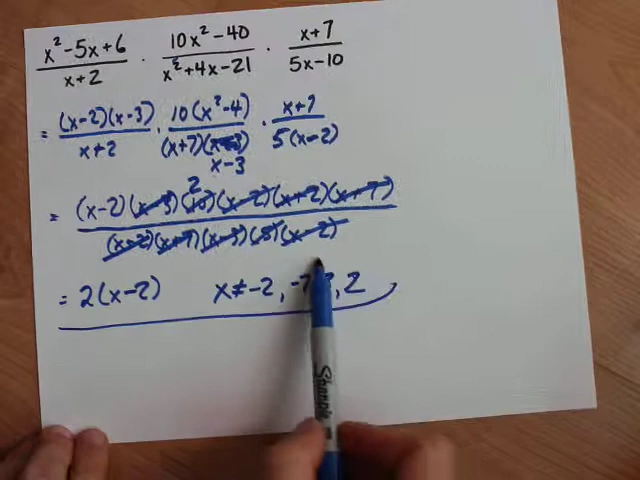 x²-5x+6/x+2 · 10x²-40/x²+4x-21 · x+7/5x-10
= (x-2)(x-3)/x+2 · 10(x²-4)/(x+7)(x-3) · x+7/5(x-2)
x-3
2
= (x-2)(x-3)(10)(x-2)(x+2)(x+7)/(x+2)(x+7)(x-3)(5)(x-2)
= 2(x-2) x≠-2, -7, 2
Sharpie